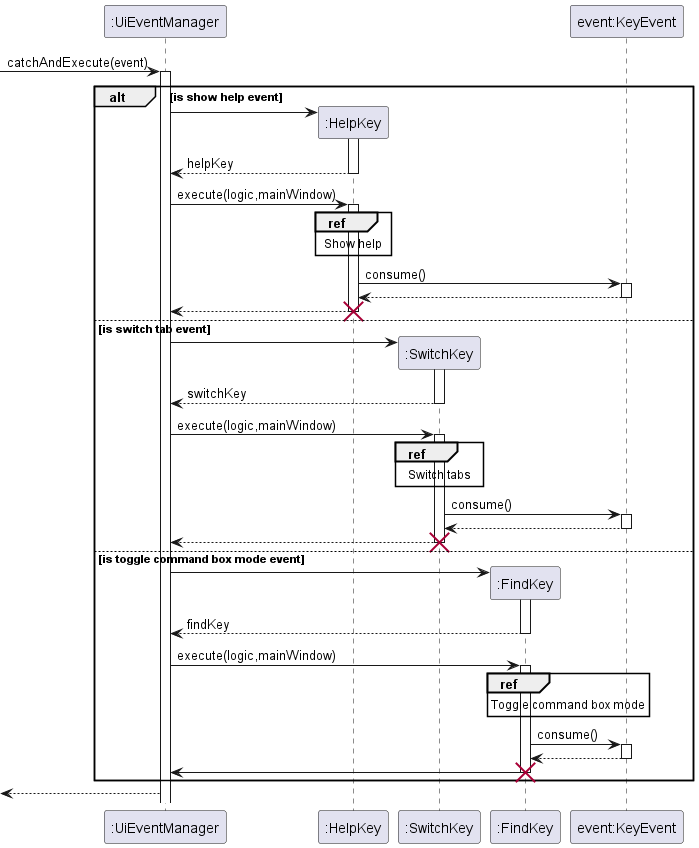 :UiEventManager
event:KeyEvent
catchAndExecute(event)
alt
[is show help event]
:HelpKey
helpKey
execute(logic,mainWindow)
ref
Show help
consume()
[is switch tab event]
:SwitchKey
switchKey
execute(logic,mainWindow)
ref
Switch tabs
consume()
[is toggle command box mode event]
:FindKey
findKey
execute(logic,mainWindow)
ref
Toggle command box mode
consume()
:UiEventManager
:HelpKey
:SwitchKey
:FindKey
event:KeyEvent